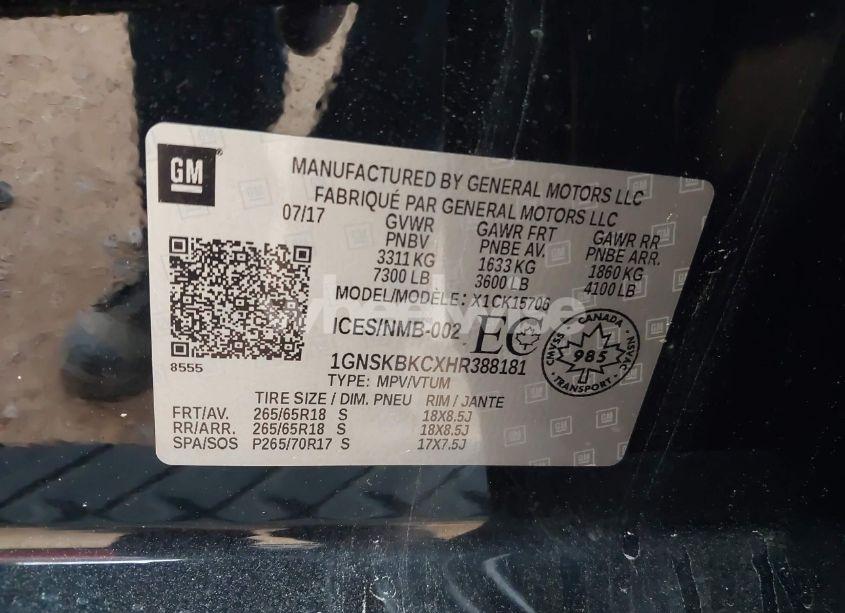 GM
MANUFACTURED BY GENERAL MOTORS LLC
FABRIQUÉ PAR GENERAL MOTORS LLC
07/17 GVWR GAWR FRT GAWR RR
PNBV PNBE AV. PNBE ARR.
3311 KG 1633 KG 1860 KG
7300 LB 3600 LB 4100 LB
MODEL/MODÈLE: X1CK15706
ICES/NMB-002 EC
CANADA
CMVSS 985 NSVAC
TRANSPORT
8555 1GNSKBKCXHR388181
TYPE: MPV/VTUM
TIRE SIZE / DIM. PNEU RIM / JANTE
FRT/AV. 265/65R18 S 18X8.5J
RR/ARR. 265/65R18 S 18X8.5J
SPA/SOS P265/70R17 S 17X7.5J